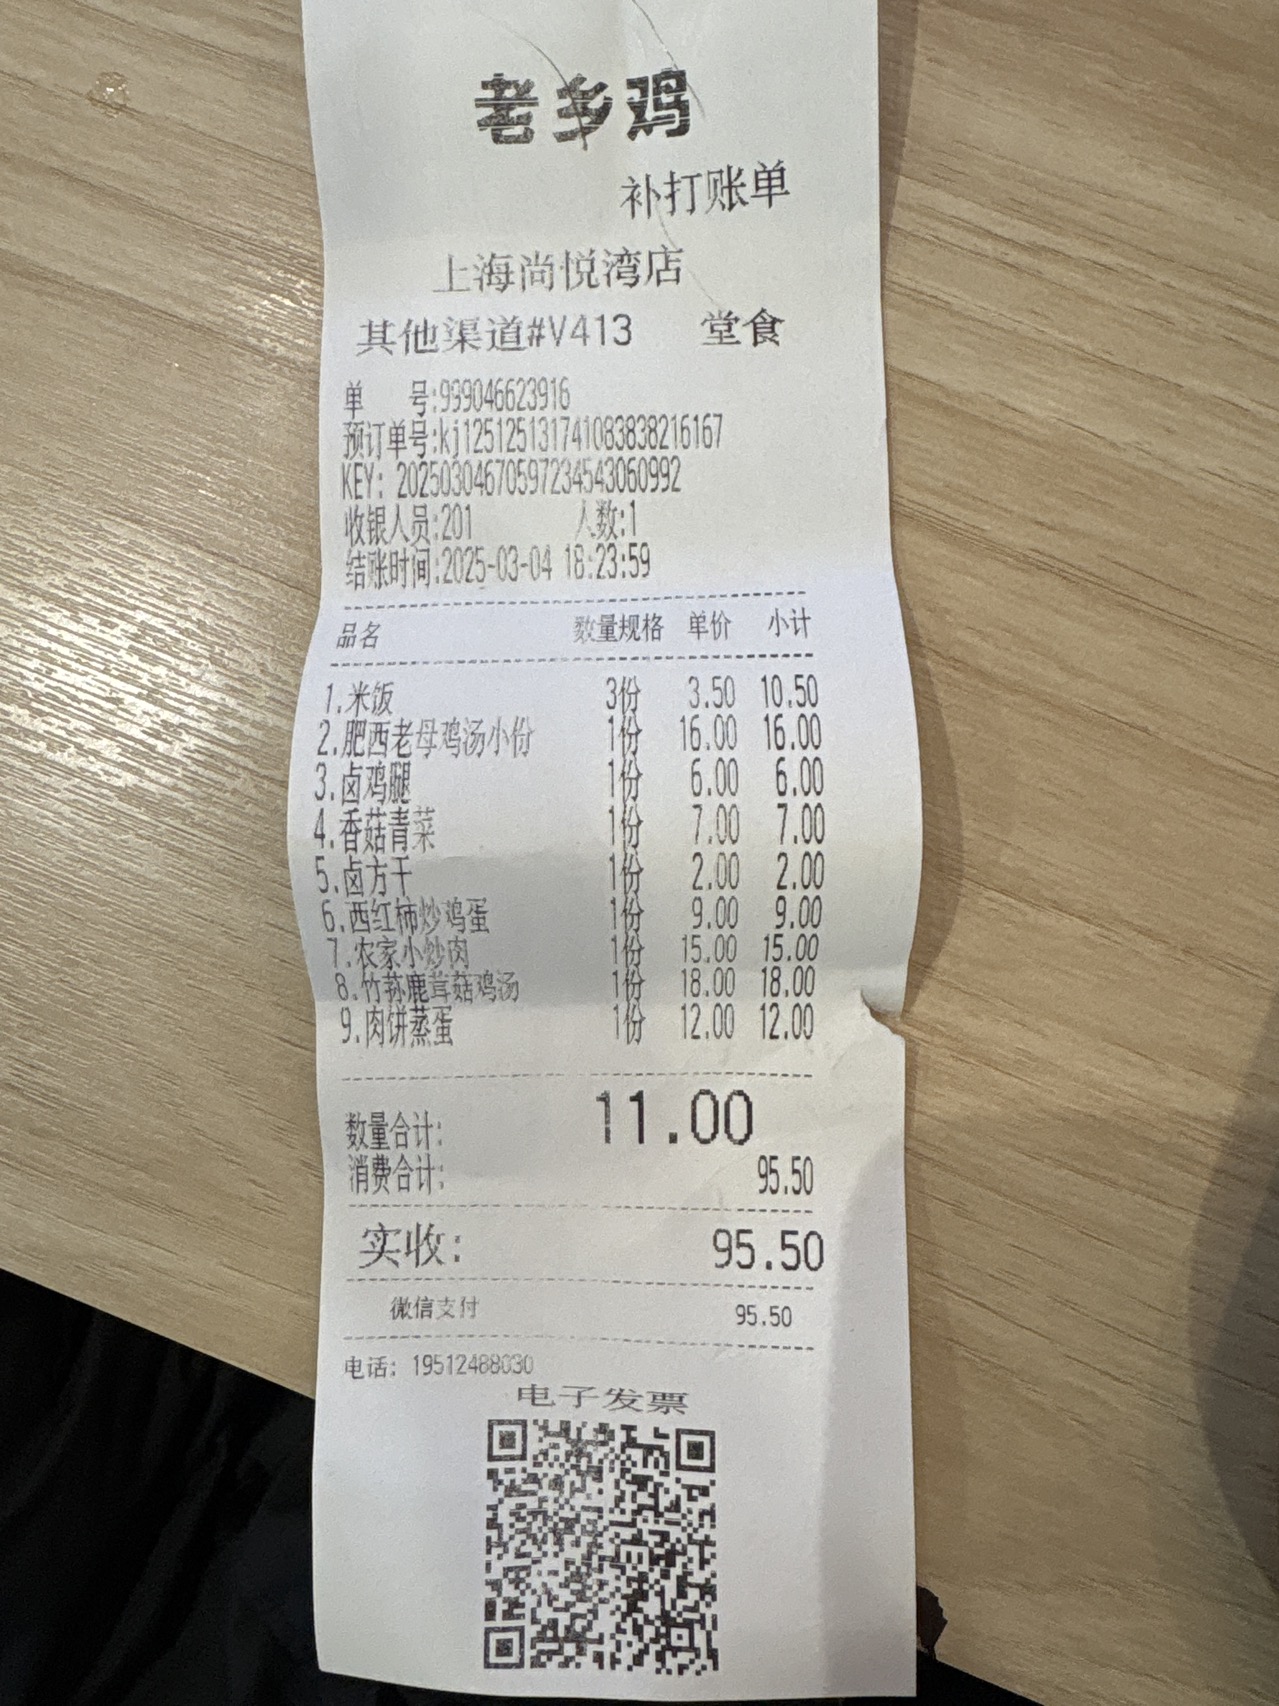 老乡鸡
补打账单
上海尚悦湾店
其他渠道#V413 堂食
单 号:939046623916
预订单号:kj12512513174108383821616​7
KEY: 20250304670597234543060992
收银人员:201 人数:1
结账时间:2025-03-04 18:23:59
品名 数量规格 单价 小计
1.米饭 3份 3.50 10.50
2.肥西老母鸡汤小份 1份 16.00 16.00
3.卤鸡腿 1份 6.00 6.00
4.香菇青菜 1份 7.00 7.00
5.卤方干 1份 2.00 2.00
6.西红柿炒鸡蛋 1份 9.00 9.00
7.农家小炒肉 1份 15.00 15.00
8.竹荪鹿茸菇鸡汤 1份 18.00 18.00
9.肉饼蒸蛋 1份 12.00 12.00
数量合计: 11.00
消费合计: 95.50
实收: 95.50
微信支付 95.50
电话: 19512488030
电子发票